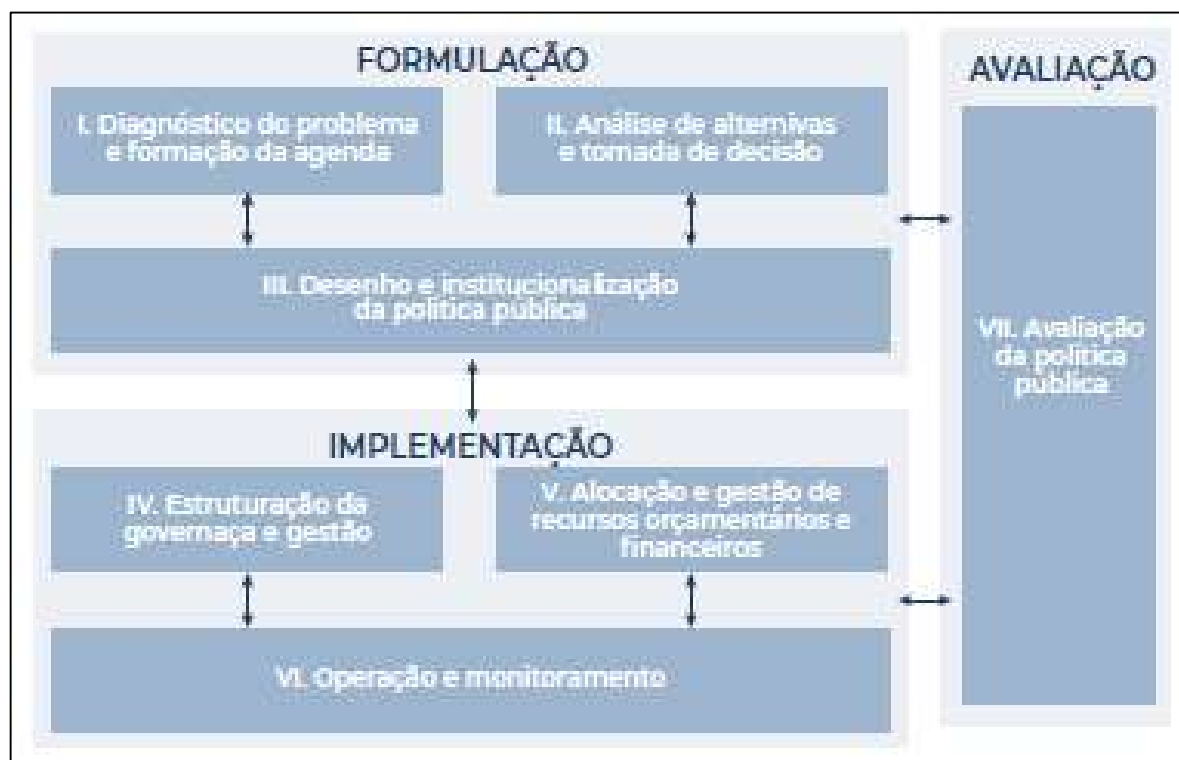 FORMULAÇÃO
I. Diagnóstico do problema
e formação da agenda
II. Análise de alternivas
e tomada de decisão
III. Desenho e institucionalização
da política pública
IMPLEMENTAÇÃO
IV. Estruturação da
governaça e gestão
V. Alocação e gestão de
recursos orçamentários e
financeiros
VI. Operação e monitoramento
AVALIAÇÃO
VII. Avaliação
da política
pública